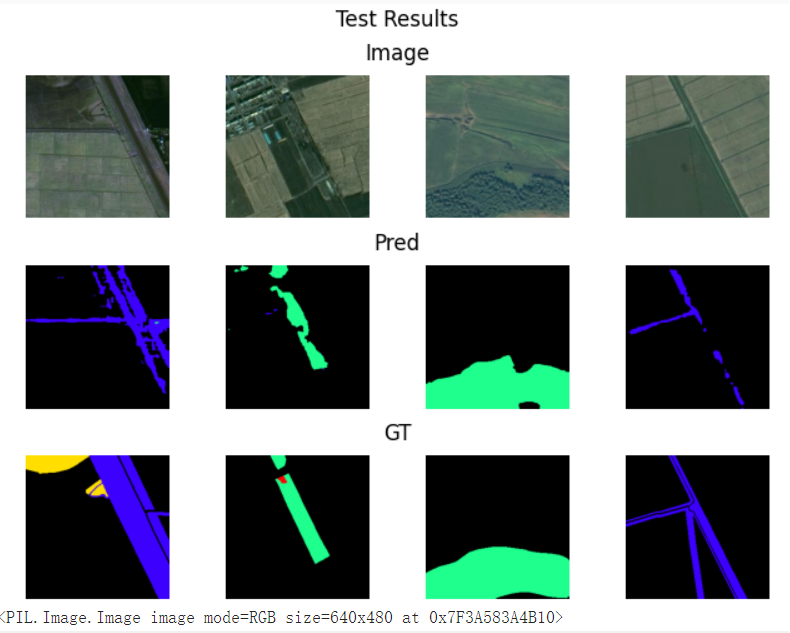 Test Results
Image
Pred
GT
<PIL.Image.Image image mode=RGB size=640x480 at 0x7F3A583A4B10>